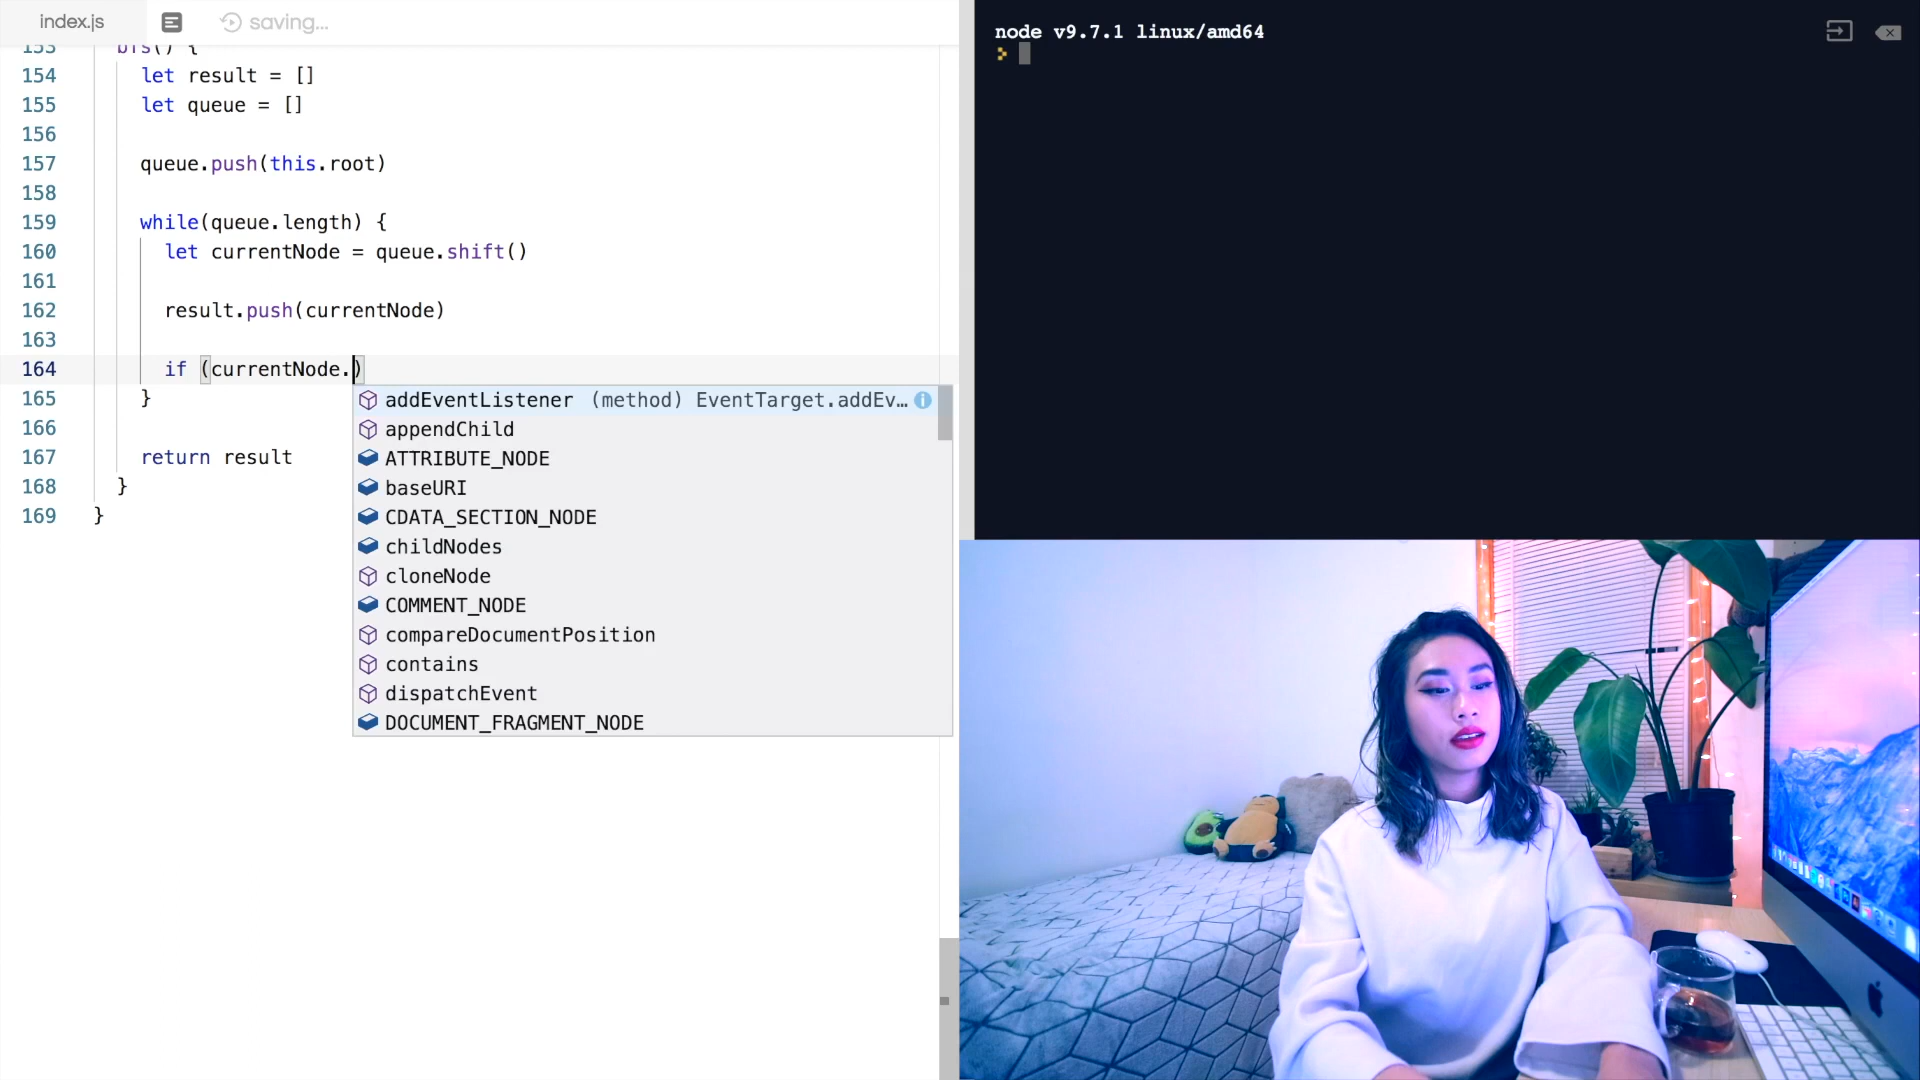 index.js
saving...
153 bfs() {
154 let result = []
155 let queue = []
156
157 queue.push(this.root)
158
159 while(queue.length) {
160 let currentNode = queue.shift()
161
162 result.push(currentNode)
163
164 if (currentNode.)
165 }
166
167 return result
168 }
169 }
addEventListener (method) EventTarget.addEv...
appendChild
ATTRIBUTE_NODE
baseURI
CDATA_SECTION_NODE
childNodes
cloneNode
COMMENT_NODE
compareDocumentPosition
contains
dispatchEvent
DOCUMENT_FRAGMENT_NODE
node v9.7.1 linux/amd64
>